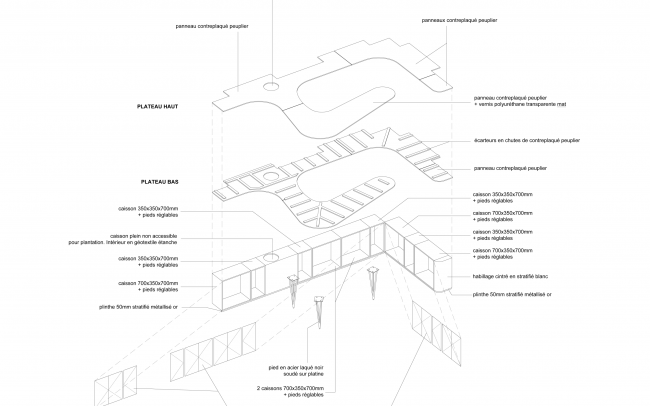 panneau contreplaqué peuplier
panneaux contreplaqué peuplier
PLATEAU HAUT
panneau contreplaqué peuplier
+ vernis polyuréthane transparente mat
écarteurs en chutes de contreplaqué peuplier
panneau contreplaqué peuplier
PLATEAU BAS
caisson 350x350x700mm
+ pieds réglables
caisson plein non accessible
pour plantation. Intérieur en géotextile étanche
caisson 350x350x700mm
+ pieds réglables
caisson 700x350x700mm
+ pieds réglables
plinthe 50mm stratifié métallisé or
caisson 350x350x700mm
+ pieds réglables
caisson 700x350x700mm
+ pieds réglables
caisson 350x350x700mm
+ pieds réglables
caisson 700x350x700mm
+ pieds réglables
habillage cintré en stratifié blanc
plinthe 50mm stratifié métallisé or
pied en acier laqué noir
soudé sur platine
2 caissons 700x350x700mm
+ pieds réglables